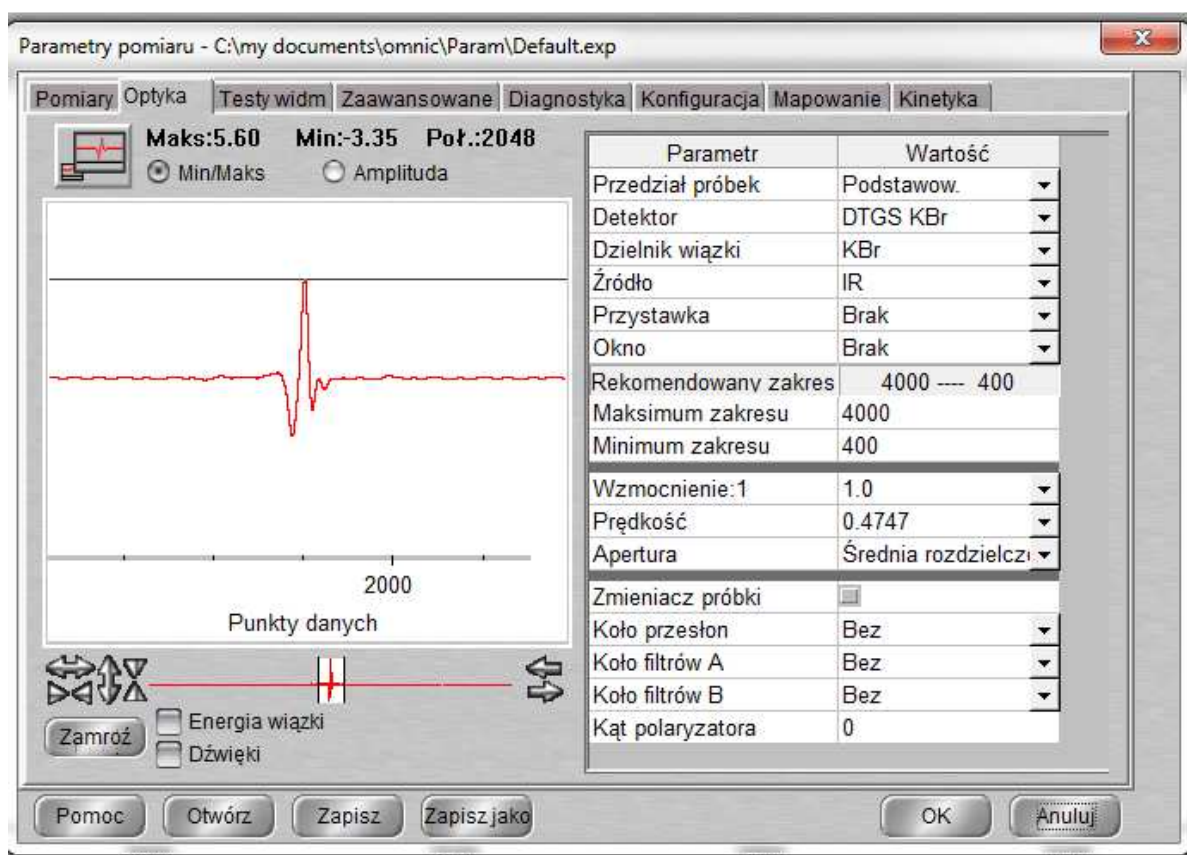 Parametry pomiaru - C:\my documents\omnic\Param\Default.exp
Pomiary Optyka Testy widm Zaawansowane Diagnostyka Konfiguracja Mapowanie Kinetyka
Maks:5.60 Min:-3.35 Poł.:2048
Min/Maks Amplituda
2000
Punkty danych
Energia wiązki
Zamroź
Dźwięki
Parametr Wartość
Przedział próbek Podstawow.
Detektor DTGS KBr
Dzielnik wiązki KBr
Źródło IR
Przystawka Brak
Okno Brak
Rekomendowany zakres 4000 ---- 400
Maksimum zakresu 4000
Minimum zakresu 400
Wzmocnienie:1 1.0
Prędkość 0.4747
Apertura Średnia rozdzielcz
Zmieniacz próbki
Koło przesłon Bez
Koło filtrów A Bez
Koło filtrów B Bez
Kąt polaryzatora 0
Pomoc Otwórz Zapisz Zapisz jako OK Anuluj